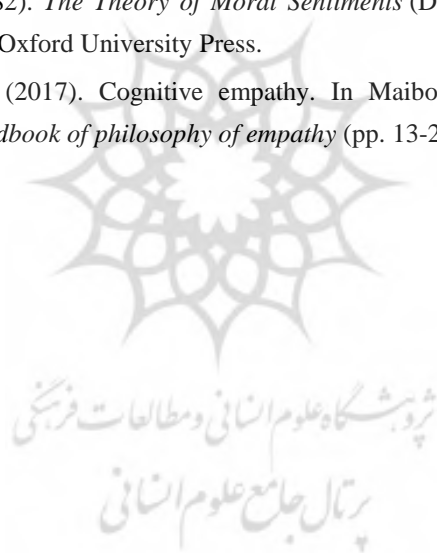 82). The Theory of Moral Sentiments (D
Oxford University Press.
(2017). Cognitive empathy. In Maibo
dbook of philosophy of empathy (pp. 13-2
پژوهشگاه علوم انسانی و مطالعات فرهنگی
پرتال جامع علوم انسانی